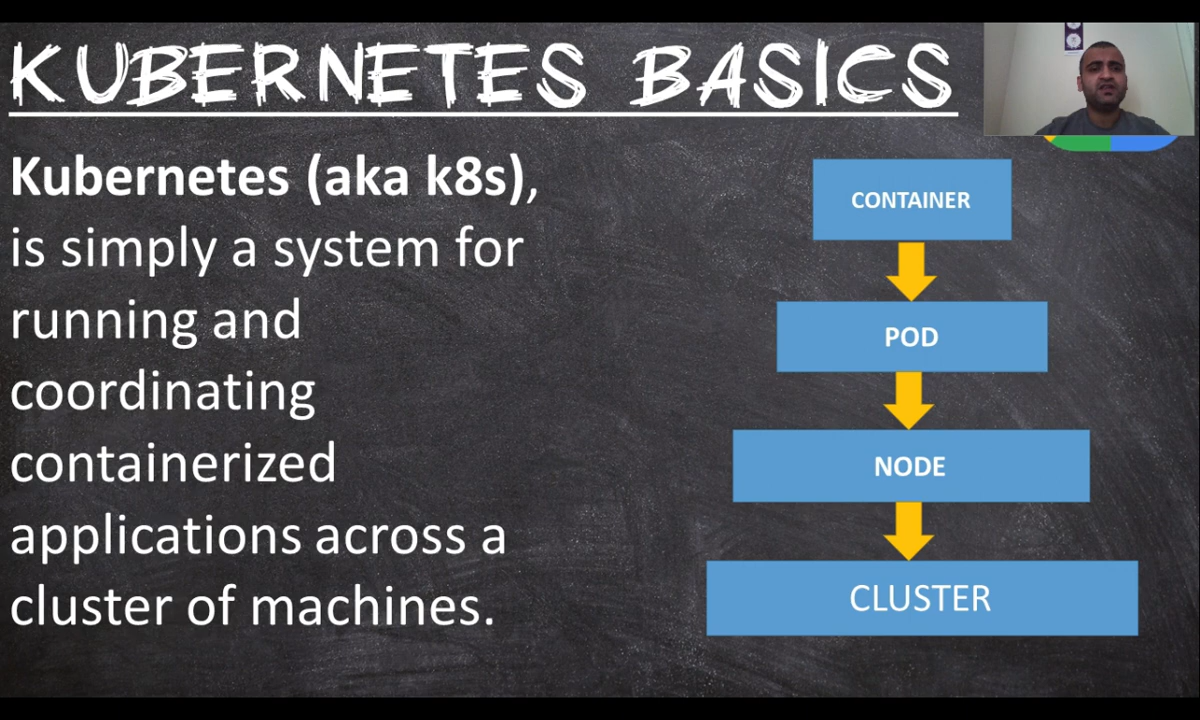 KUBERNETES BASICS
Kubernetes (aka k8s),
is simply a system for
running and
coordinating
containerized
applications across a
cluster of machines.
CONTAINER
POD
NODE
CLUSTER